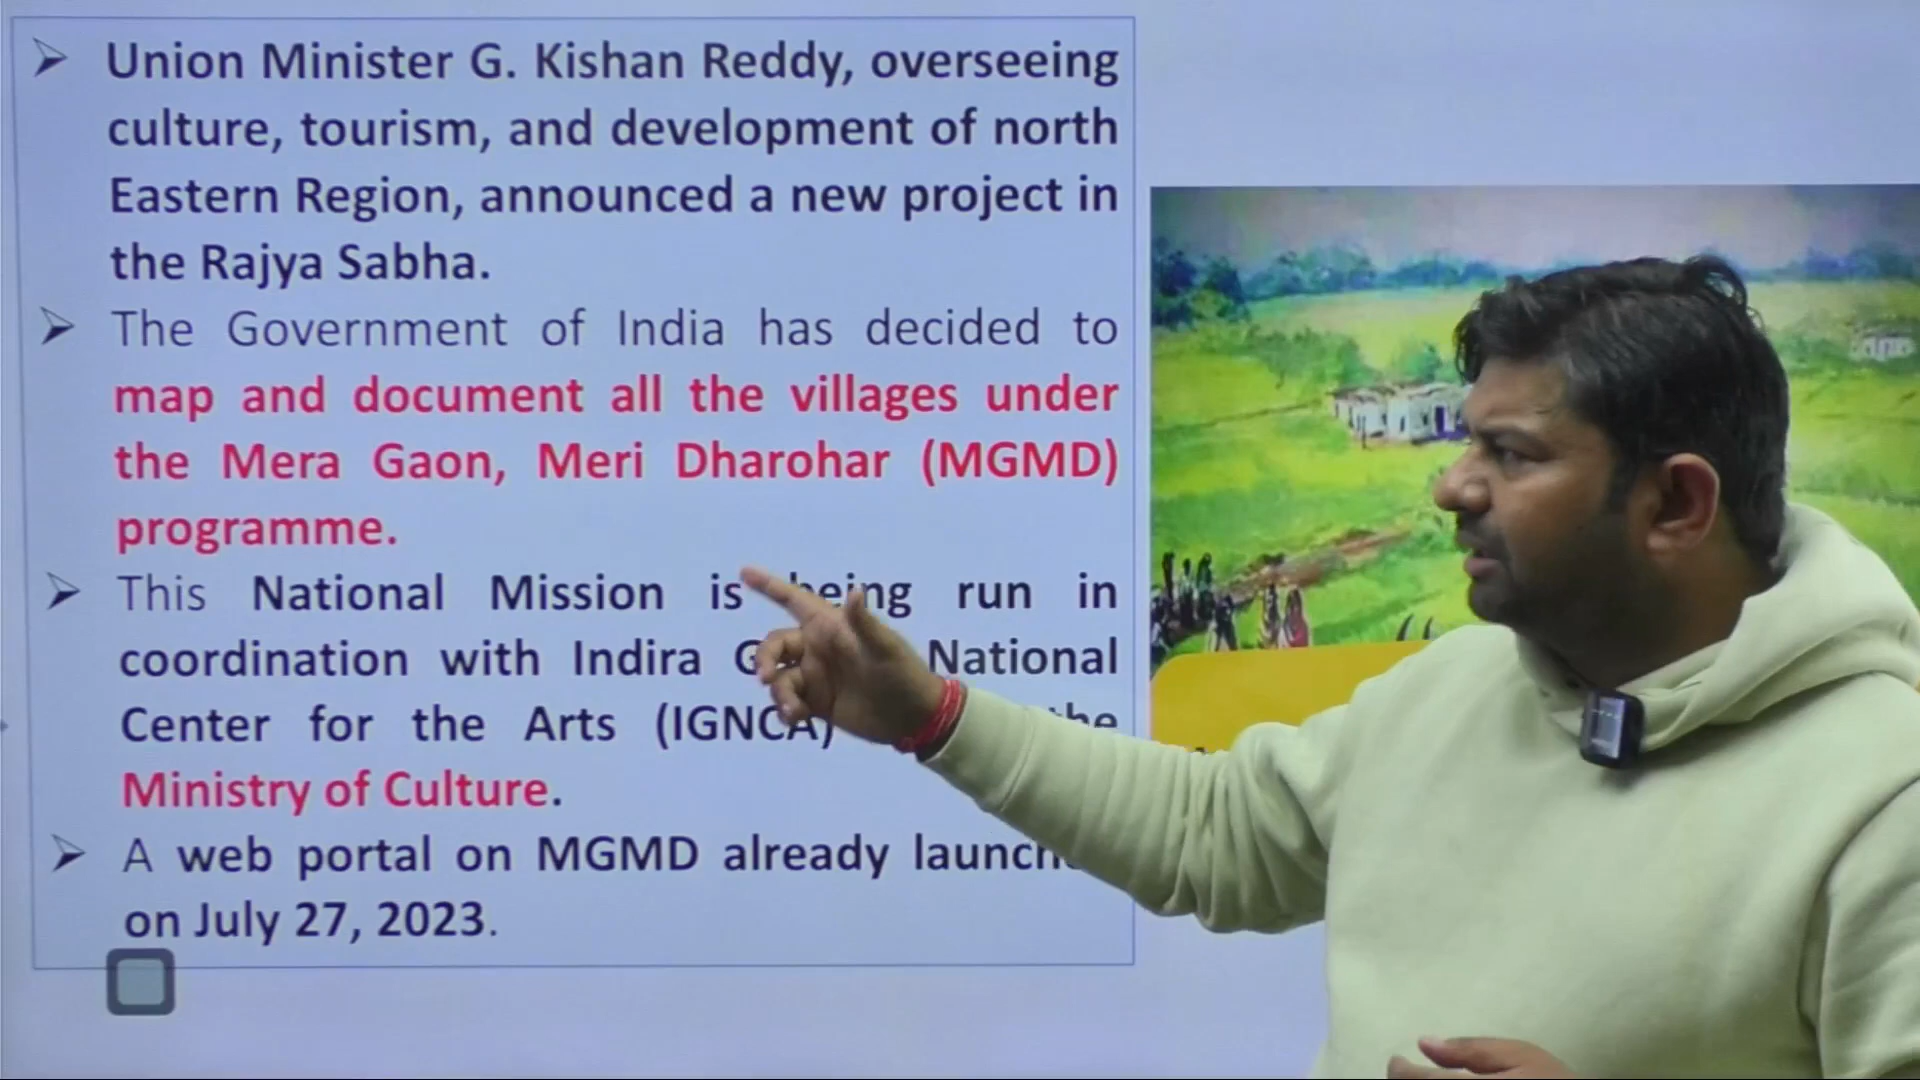 Union Minister G. Kishan Reddy, overseeing
culture, tourism, and development of north
Eastern Region, announced a new project in
the Rajya Sabha.
The Government of India has decided to
map and document all the villages under
the Mera Gaon, Meri Dharohar (MGMD)
programme.
This National Mission is being run in
coordination with Indira National
Center for the Arts (IGNCA) the
Ministry of Culture.
A web portal on MGMD already
on July 27, 2023.